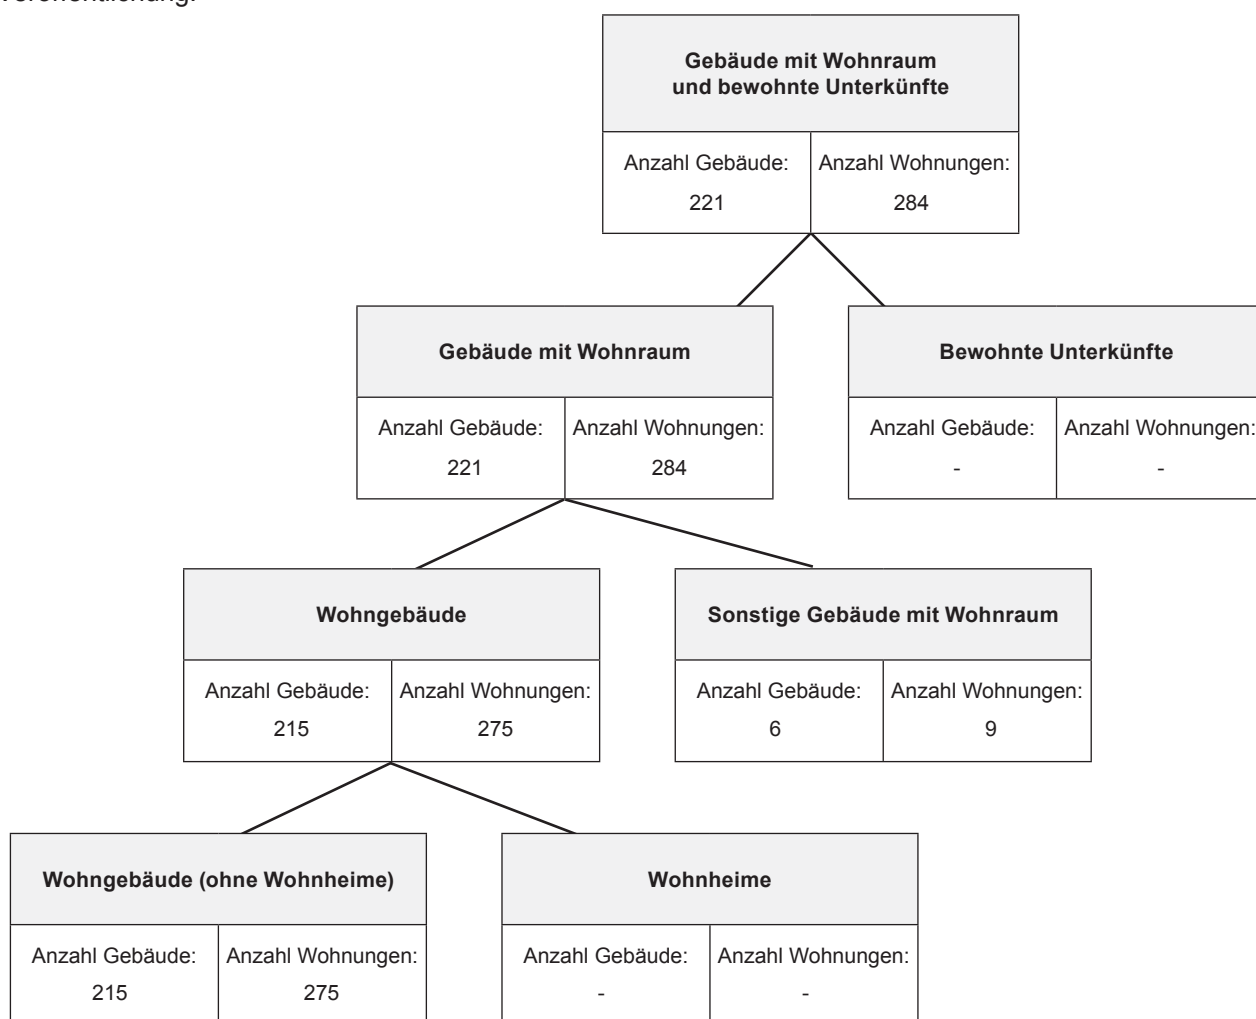 Veröffentlichung.
Gebäude mit Wohnraum
und bewohnte Unterkünfte
Anzahl Gebäude: Anzahl Wohnungen:
221 284
Gebäude mit Wohnraum
Bewohnte Unterkünfte
Anzahl Gebäude: Anzahl Wohnungen:
221 284
Anzahl Gebäude: Anzahl Wohnungen:
- -
Wohngebäude
Sonstige Gebäude mit Wohnraum
Anzahl Gebäude: Anzahl Wohnungen:
215 275
Anzahl Gebäude: Anzahl Wohnungen:
6 9
Wohngebäude (ohne Wohnheime)
Wohnheime
Anzahl Gebäude: Anzahl Wohnungen:
215 275
Anzahl Gebäude: Anzahl Wohnungen:
- -